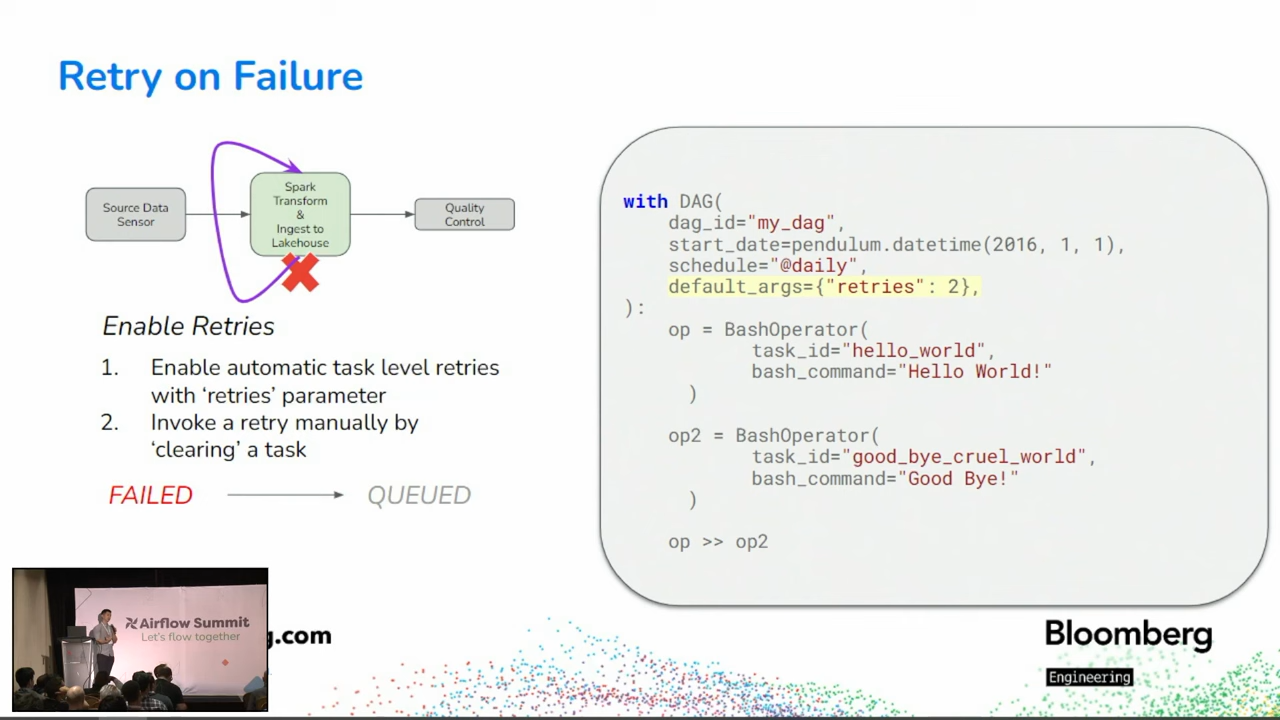 Retry on Failure
Source Data
Sensor
Spark
Transform
&
Ingest to
Lakehouse
Quality
Control
Enable Retries
1. Enable automatic task level retries
with ‘retries’ parameter
2. Invoke a retry manually by
‘clearing’ a task
FAILED
QUEUED
with DAG(
dag_id="my_dag",
start_date=pendulum.datetime(2016, 1, 1),
schedule="@daily",
default_args={"retries": 2},
):
op = BashOperator(
task_id="hello_world",
bash_command="Hello World!"
)
op2 = BashOperator(
task_id="good_bye_cruel_world",
bash_command="Good Bye!"
)
op >> op2
Airflow Summit
Let's flow together
g.com
Bloomberg
Engineering